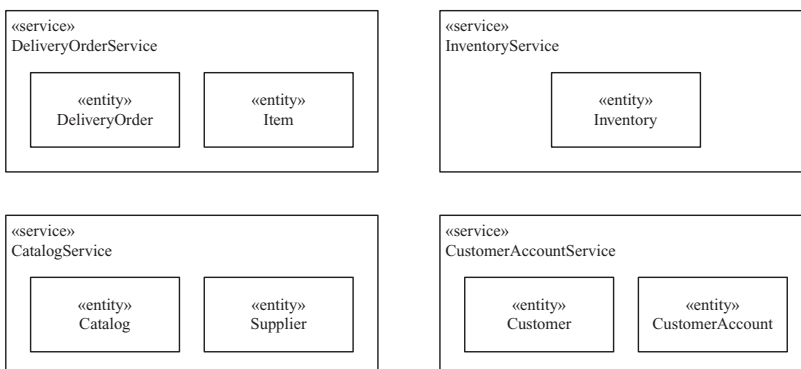 «service»
DeliveryOrderService
«entity»
DeliveryOrder
«entity»
Item
«service»
InventoryService
«entity»
Inventory
«service»
CatalogService
«entity»
Catalog
«entity»
Supplier
«service»
CustomerAccountService
«entity»
Customer
«entity»
CustomerAccount